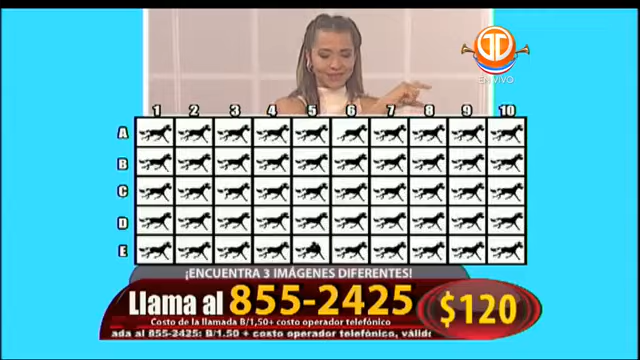 EN VIVO
1 2 3 4 5 6 7 8 9 10
A
B
C
D
E
¡ENCUENTRA 3 IMÁGENES DIFERENTES!
Llama al 855-2425
$120
Costo de la llamada B/1,50+ costo operador telefónico
ada al 855-2425: B/1.50 + costo operador telefónico, válido